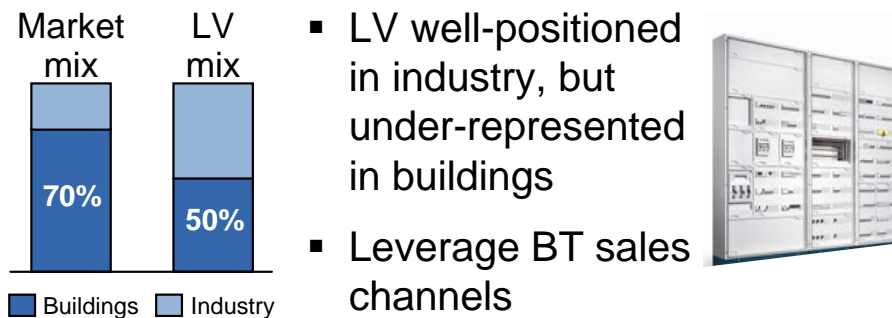 Market mix
LV mix
70%
50%
Buildings
Industry
▪ LV well-positioned
in industry, but
under-represented
in buildings
▪ Leverage BT sales
channels